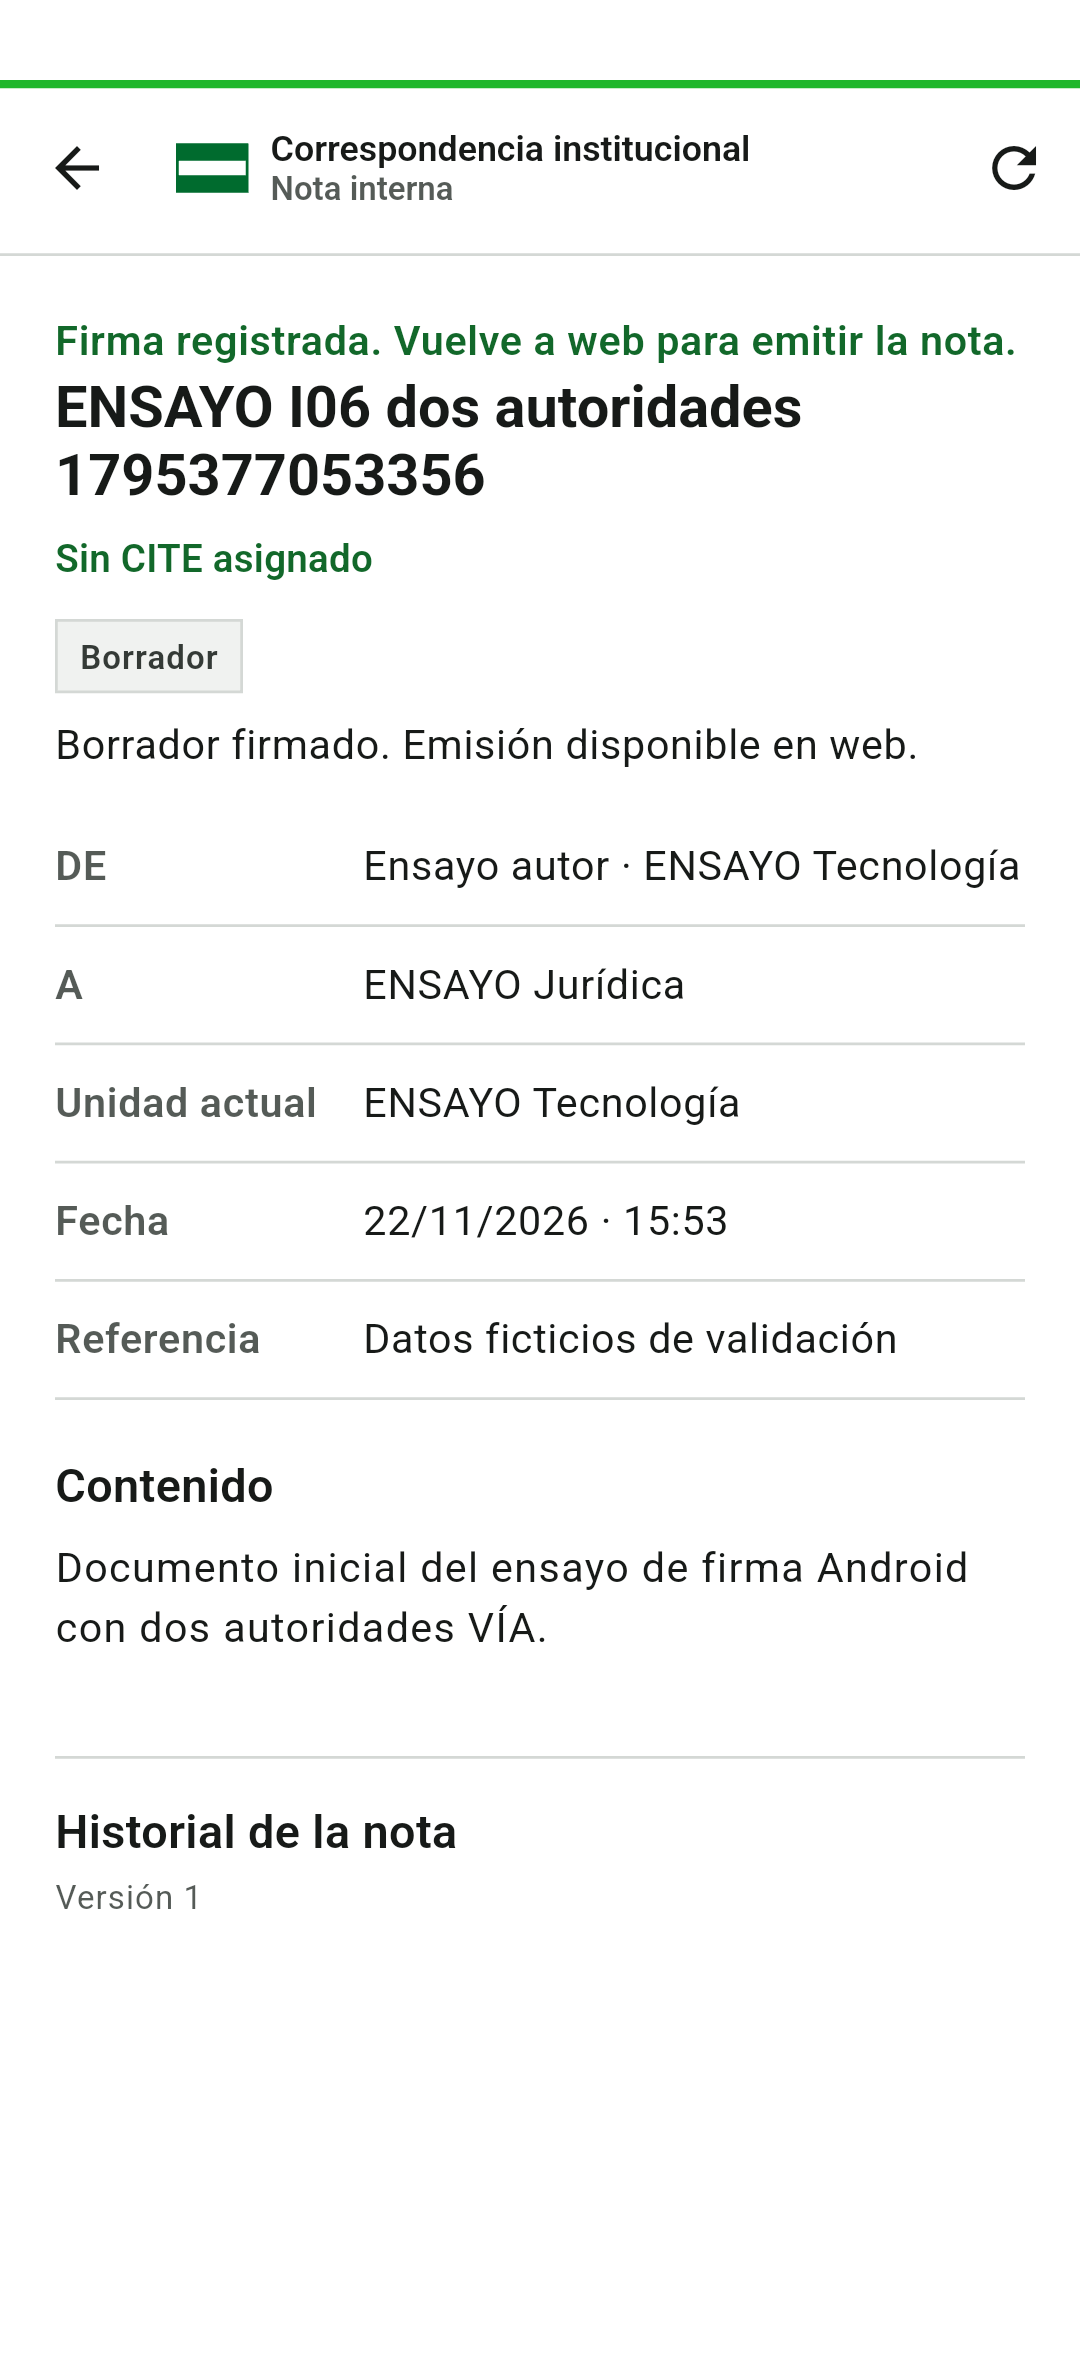 Correspondencia institucional
Nota interna
Firma registrada. Vuelve a web para emitir la nota.
ENSAYO I06 dos autoridades
1795377053356
Sin CITE asignado
Borrador
Borrador firmado. Emisión disponible en web.
DE Ensayo autor · ENSAYO Tecnología
A ENSAYO Jurídica
Unidad actual ENSAYO Tecnología
Fecha 22/11/2026 · 15:53
Referencia Datos ficticios de validación
Contenido
Documento inicial del ensayo de firma Android
con dos autoridades VÍA.
Historial de la nota
Versión 1